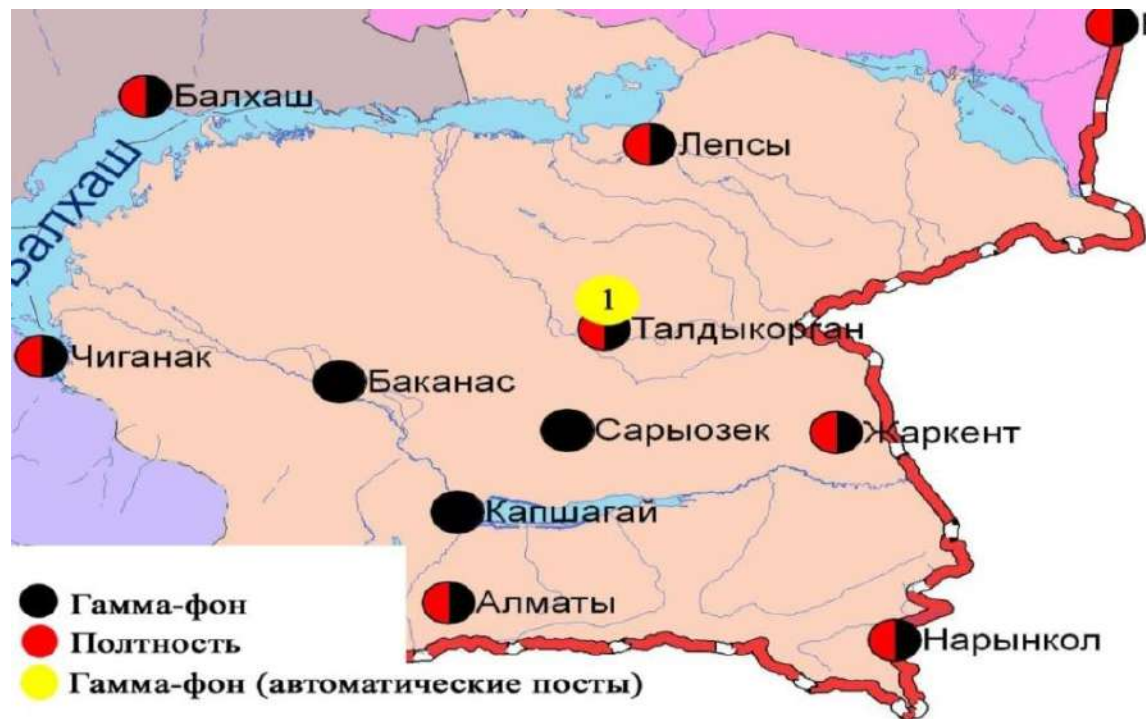 Балхаш
Лепсы
Балхаш
1
Талдыкорган
Чиганак
Баканас
Сарыозек
Жаркент
Капшагай
Алматы
Нарынкол
Гамма-фон
Полтность
Гамма-фон (автоматические посты)